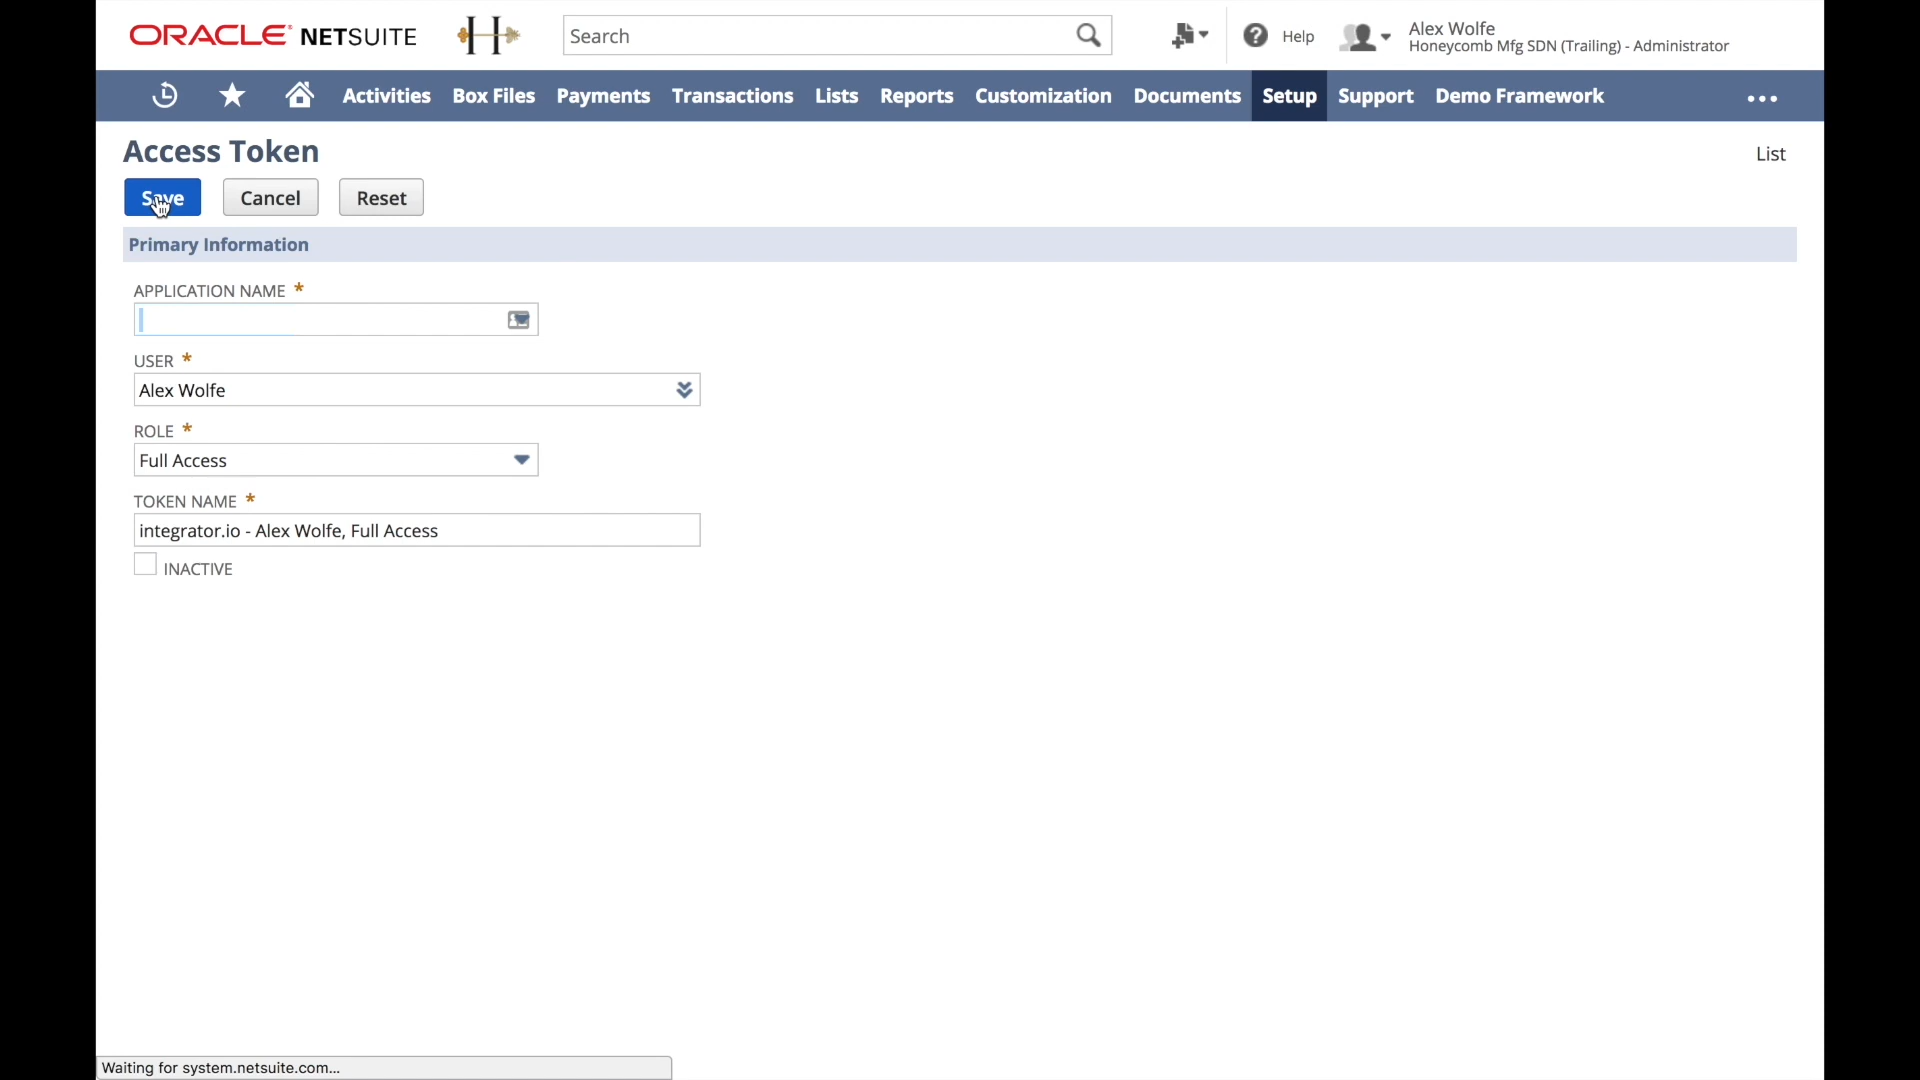 ORACLE NETSUITE
H
Search
Help
Alex Wolfe
Honeycomb Mfg SDN (Trailing) - Administrator
Activities Box Files Payments Transactions Lists Reports Customization Documents Setup Support Demo Framework
Access Token
List
Save Cancel Reset
Primary Information
APPLICATION NAME *
USER *
Alex Wolfe
ROLE *
Full Access
TOKEN NAME *
integrator.io - Alex Wolfe, Full Access
INACTIVE
Waiting for system.netsuite.com...